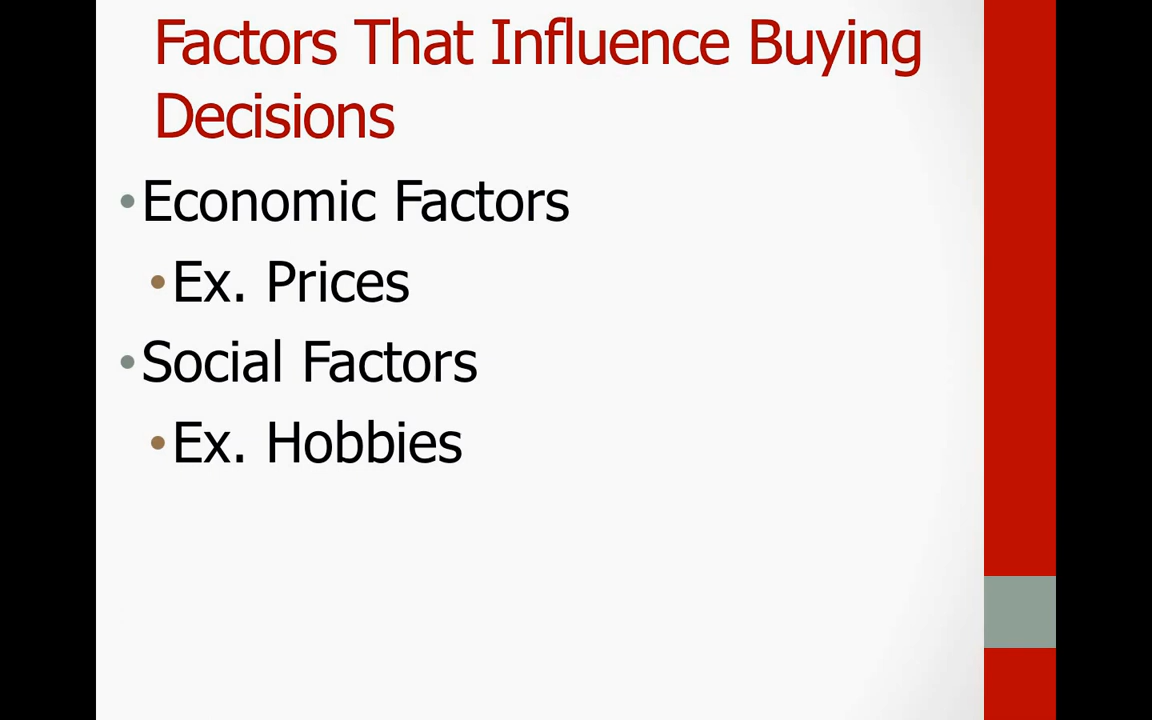 Factors That Influence Buying
Decisions
•Economic Factors
•Ex. Prices
•Social Factors
•Ex. Hobbies